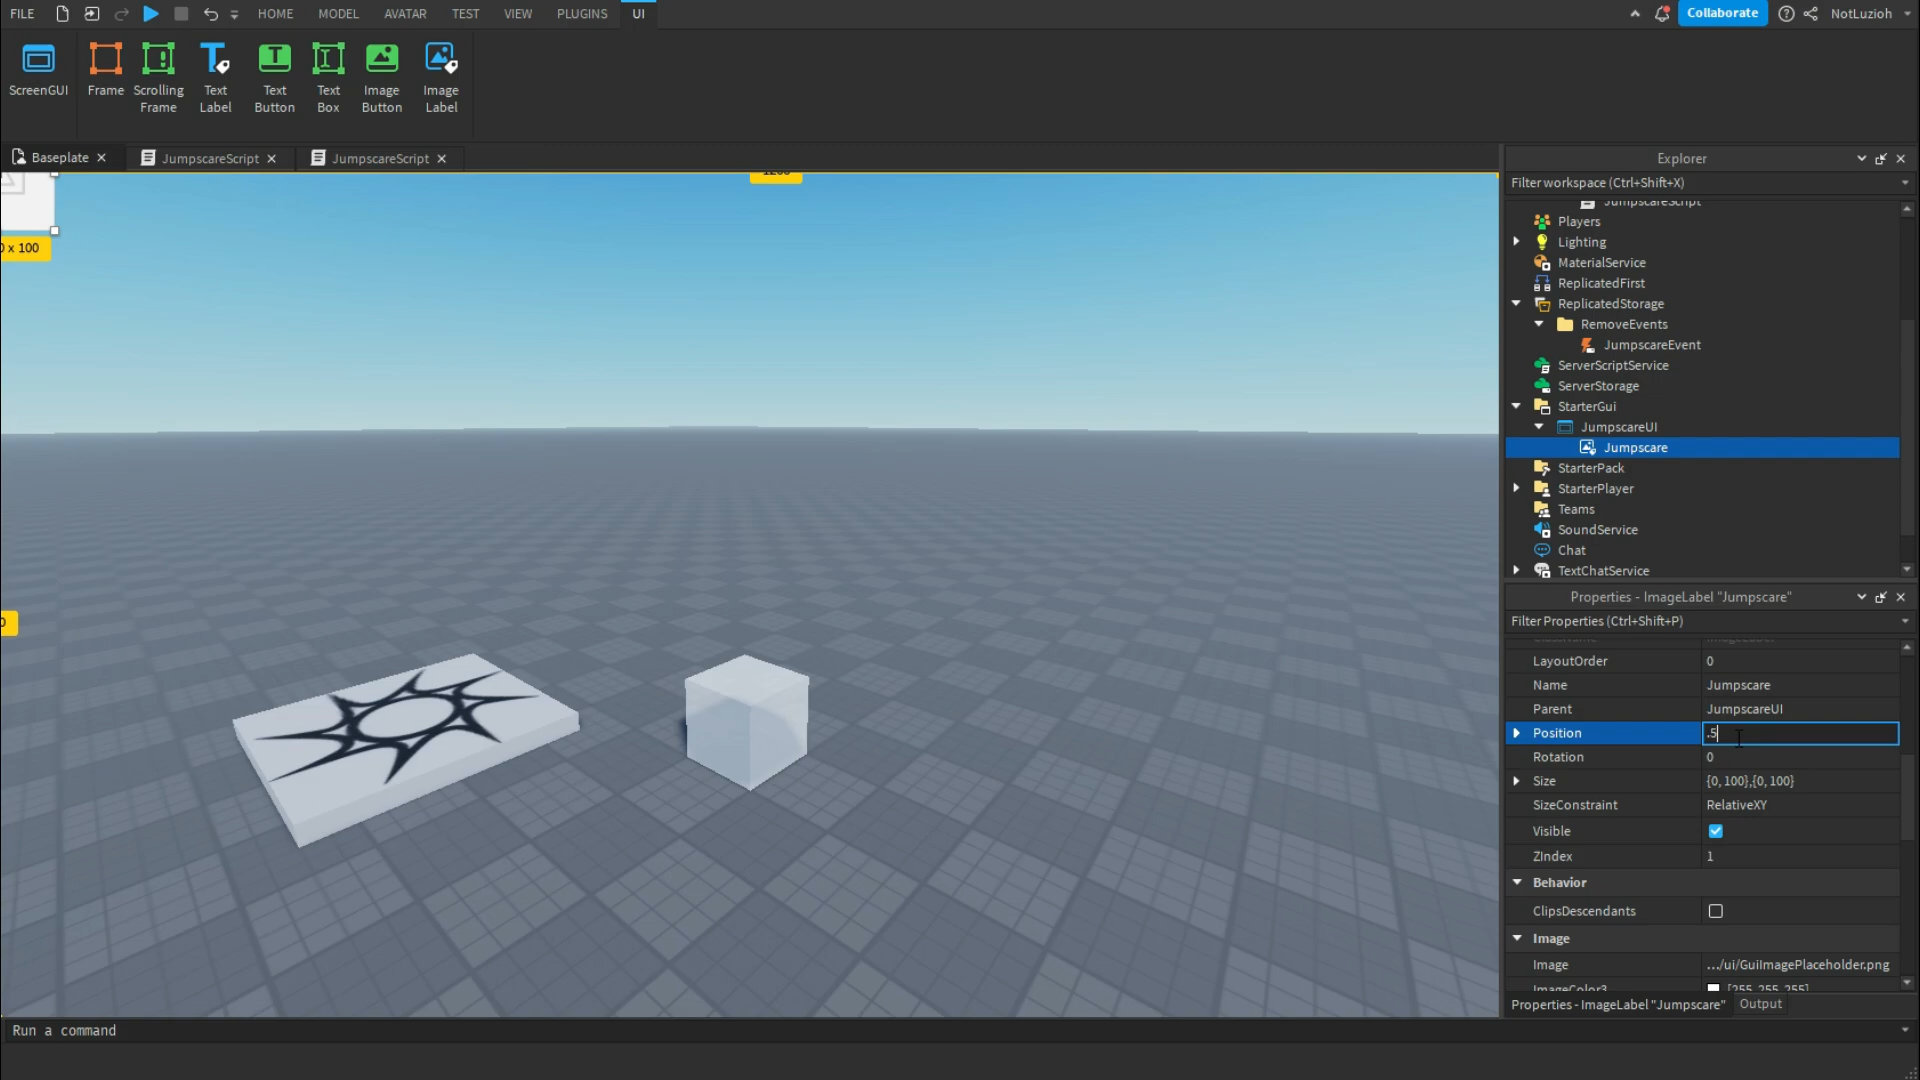 FILE
HOME
MODEL
AVATAR
TEST
VIEW
PLUGINS
UI
Collaborate
NotLuzioh
ScreenGUI
Frame
Scrolling
Frame
Text
Label
Text
Button
Text
Box
Image
Button
Image
Label
Baseplate
JumpscareScript
JumpscareScript
0 x 100
0
Explorer
Filter workspace (Ctrl+Shift+X)
JumpscareScript
Players
Lighting
MaterialService
ReplicatedFirst
ReplicatedStorage
RemoveEvents
JumpscareEvent
ServerScriptService
ServerStorage
StarterGui
JumpscareUI
Jumpscare
StarterPack
StarterPlayer
Teams
SoundService
Chat
TextChatService
Properties - ImageLabel "Jumpscare"
Filter Properties (Ctrl+Shift+P)
LayoutOrder 0
Name Jumpscare
Parent JumpscareUI
Position .5
Rotation 0
Size {0, 100},{0, 100}
SizeConstraint RelativeXY
Visible
ZIndex 1
Behavior
ClipsDescendants
Image
Image .../ui/GuiImagePlaceholder.png
ImageColor3 [255, 255, 255]
Properties - ImageLabel "Jumpscare" Output
Run a command